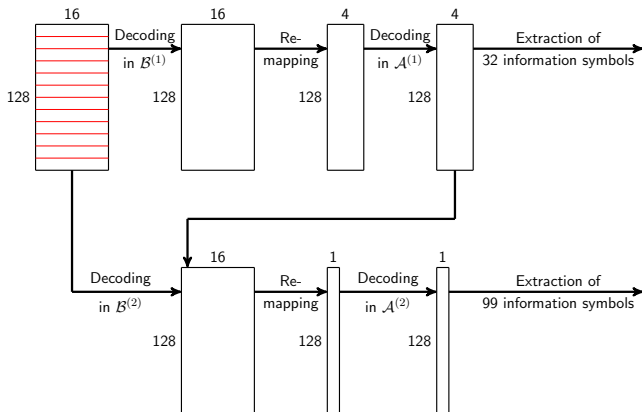 16 16 4 4
Decoding Re- Decoding Extraction of
in 𝓑⁽¹⁾ mapping in 𝓐⁽¹⁾ 32 information symbols
128 128 128 128
16 1 1
Decoding Re- Decoding Extraction of
in 𝓑⁽²⁾ mapping in 𝓐⁽²⁾ 99 information symbols
128 128 128